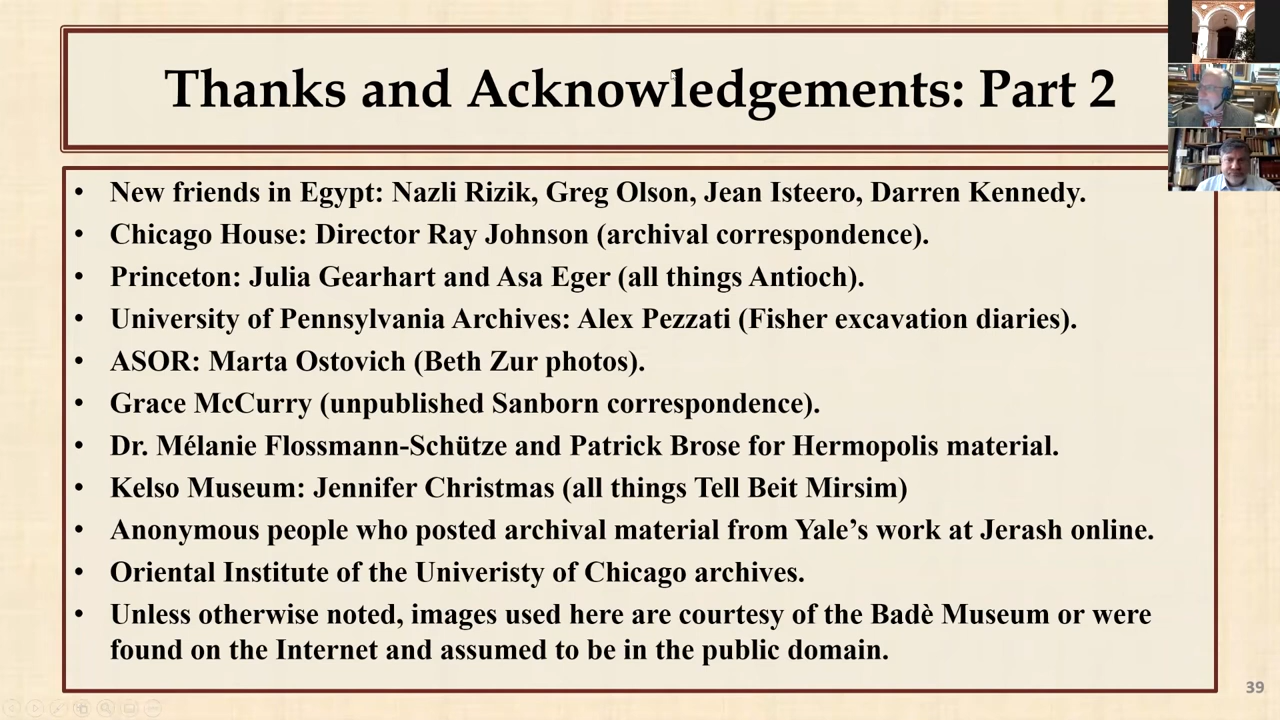 Thanks and Acknowledgements: Part 2
• New friends in Egypt: Nazli Rizik, Greg Olson, Jean Isteero, Darren Kennedy.
• Chicago House: Director Ray Johnson (archival correspondence).
• Princeton: Julia Gearhart and Asa Eger (all things Antioch).
• University of Pennsylvania Archives: Alex Pezzati (Fisher excavation diaries).
• ASOR: Marta Ostovich (Beth Zur photos).
• Grace McCurry (unpublished Sanborn correspondence).
• Dr. Mélanie Flossmann-Schütze and Patrick Brose for Hermopolis material.
• Kelso Museum: Jennifer Christmas (all things Tell Beit Mirsim)
• Anonymous people who posted archival material from Yale’s work at Jerash online.
• Oriental Institute of the Univeristy of Chicago archives.
• Unless otherwise noted, images used here are courtesy of the Badè Museum or were
found on the Internet and assumed to be in the public domain.
39